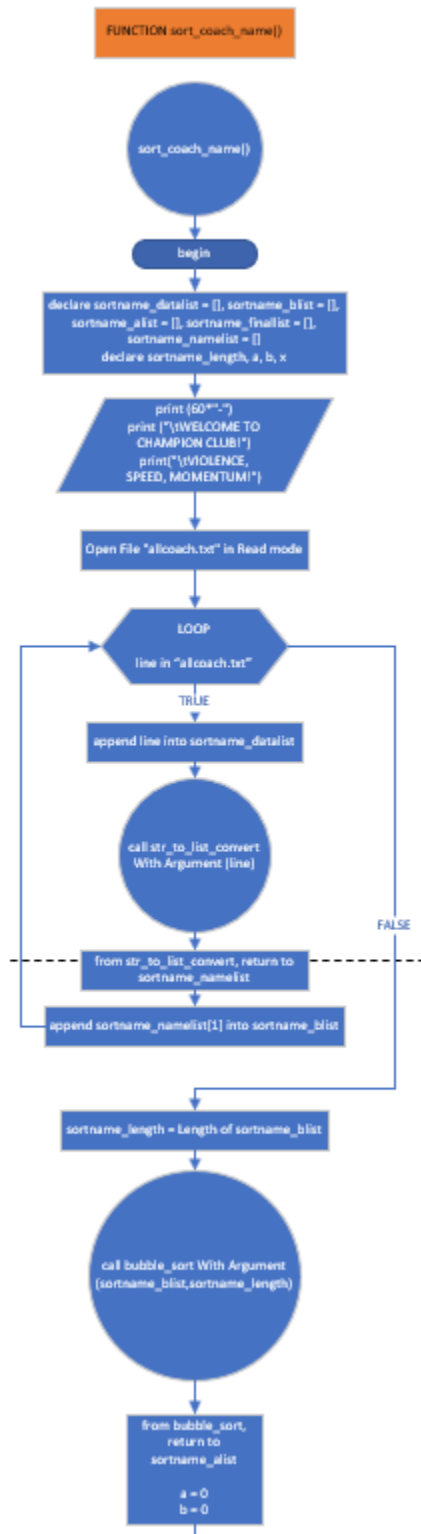 FUNCTION sort_coach_name()
sort_coach_name()
begin
declare sortname_datalist = [], sortname_blist = [],
sortname_alist = [], sortname_finallist = [],
sortname_namelist = []
declare sortname_length, a, b, x
print (60*"-")
print ("\tWELCOME TO
CHAMPION CLUB!")
print("\tVIOLENCE,
SPEED, MOMENTUM!")
Open File "allcoach.txt" in Read mode
LOOP
line in "allcoach.txt"
TRUE
append line into sortname_datalist
call str_to_list_convert
With Argument (line)
FALSE
from str_to_list_convert, return to
sortname_namelist
append sortname_namelist[1] into sortname_blist
sortname_length = Length of sortname_blist
call bubble_sort With Argument
(sortname_blist,sortname_length)
from bubble_sort,
return to
sortname_alist
a = 0
b = 0